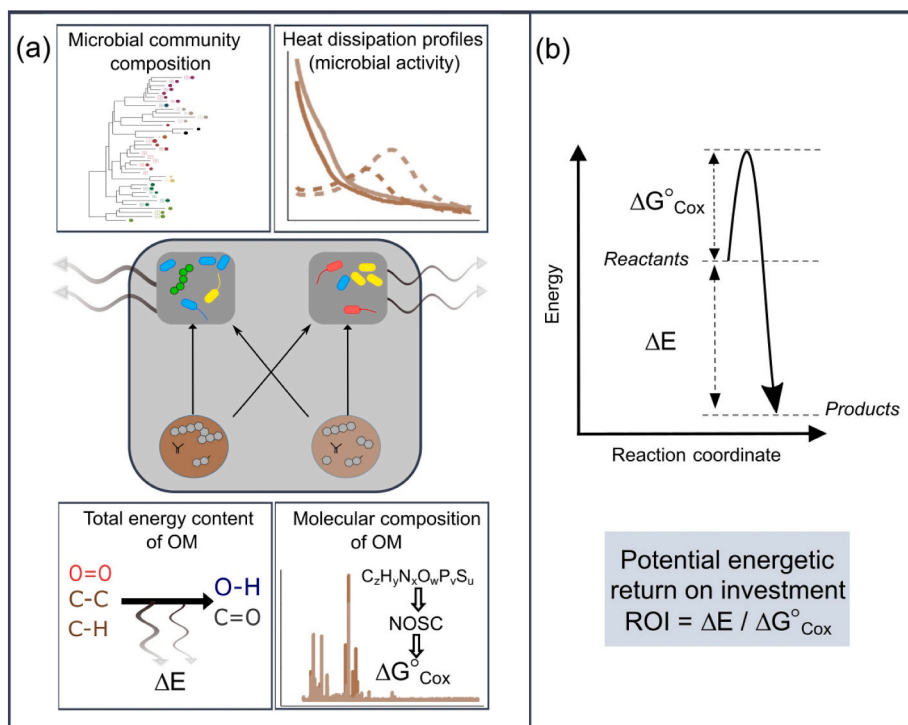 (a)
Microbial community
composition
Heat dissipation profiles
(microbial activity)
Total energy content
of OM
O=O
C-C
C-H
O-H
C=O
ΔE
Molecular composition
of OM
CzHyNxOwPvSu
NOSC
ΔG°Cox
(b)
Energy
ΔG°Cox
Reactants
ΔE
Products
Reaction coordinate
Potential energetic
return on investment
ROI = ΔE / ΔG°Cox